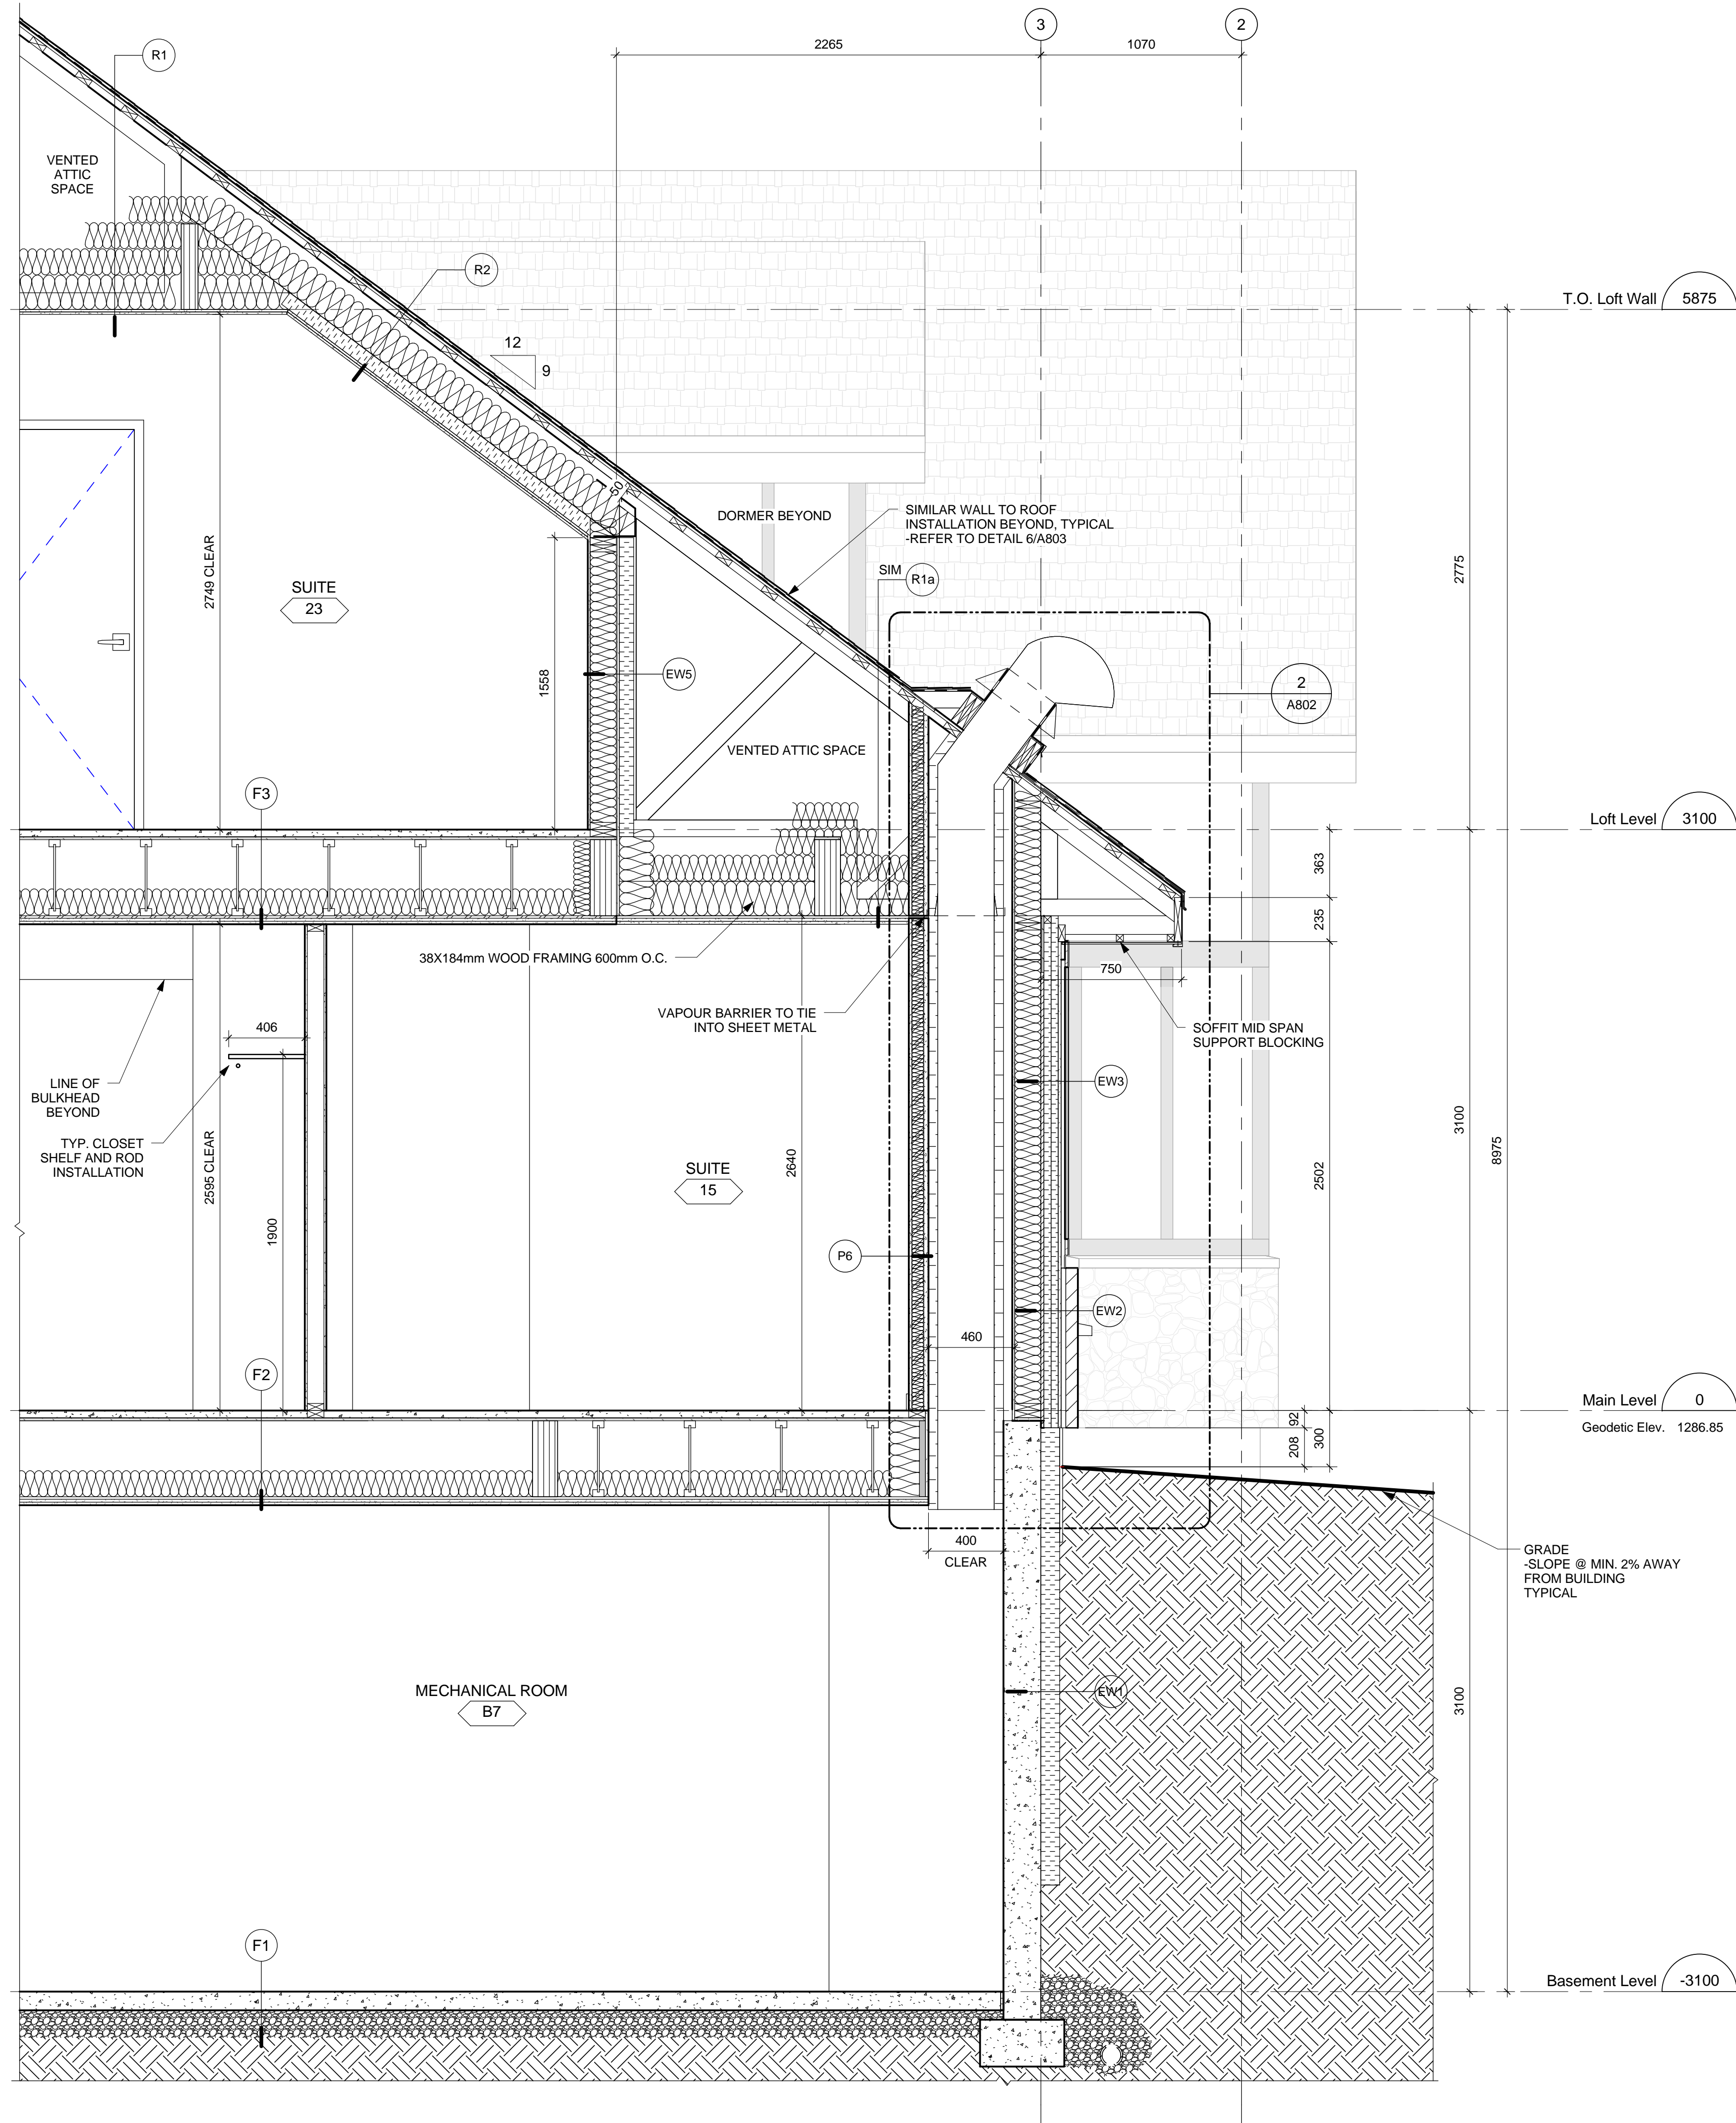 3
2
2265
1070
R1
VENTED
ATTIC
SPACE
R2
T.O. Loft Wall
5875
12
9
50
DORMER BEYOND
SIMILAR WALL TO ROOF
INSTALLATION BEYOND, TYPICAL
-REFER TO DETAIL 6/A803
SIM
R1a
2749 CLEAR
SUITE
23
2775
1558
EW5
2
A802
VENTED ATTIC SPACE
F3
Loft Level
3100
363
235
38X184mm WOOD FRAMING 600mm O.C.
750
VAPOUR BARRIER TO TIE
INTO SHEET METAL
SOFFIT MID SPAN
SUPPORT BLOCKING
406
LINE OF
BULKHEAD
BEYOND
EW3
TYP. CLOSET
SHELF AND ROD
INSTALLATION
2595 CLEAR
1900
SUITE
15
2640
2502
3100
8975
P6
EW2
460
F2
Main Level
0
Geodetic Elev. 1286.85
92
208
300
400
CLEAR
GRADE
-SLOPE @ MIN. 2% AWAY
FROM BUILDING
TYPICAL
MECHANICAL ROOM
B7
EW1
3100
F1
Basement Level
-3100